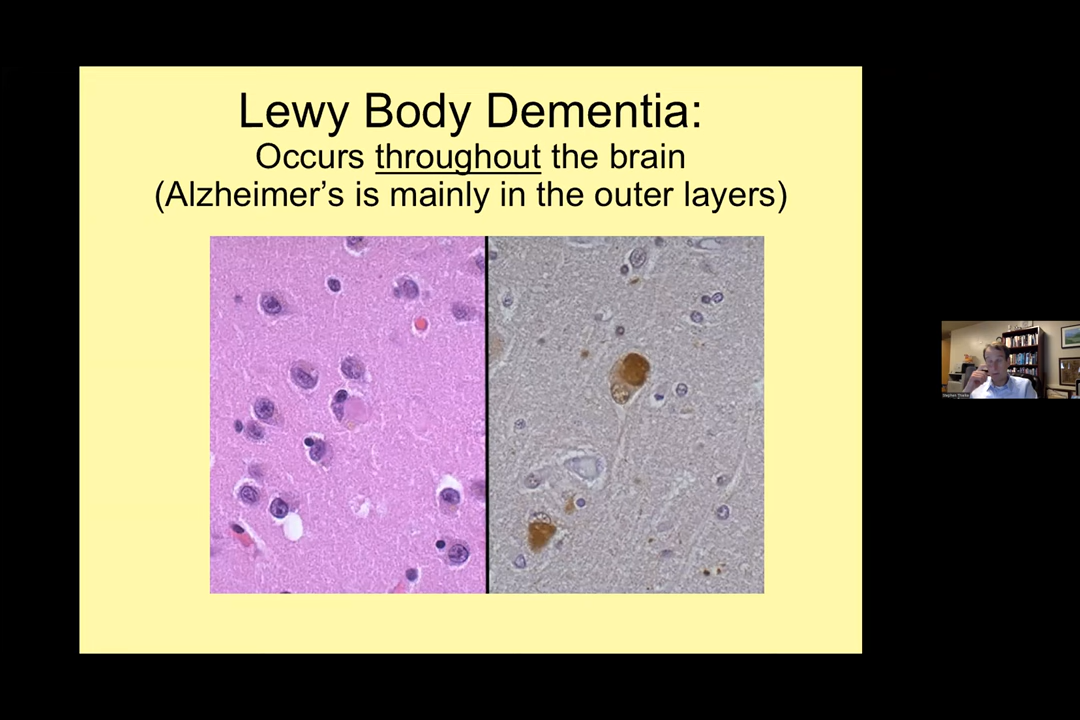 Lewy Body Dementia:
Occurs throughout the brain
(Alzheimer's is mainly in the outer layers)